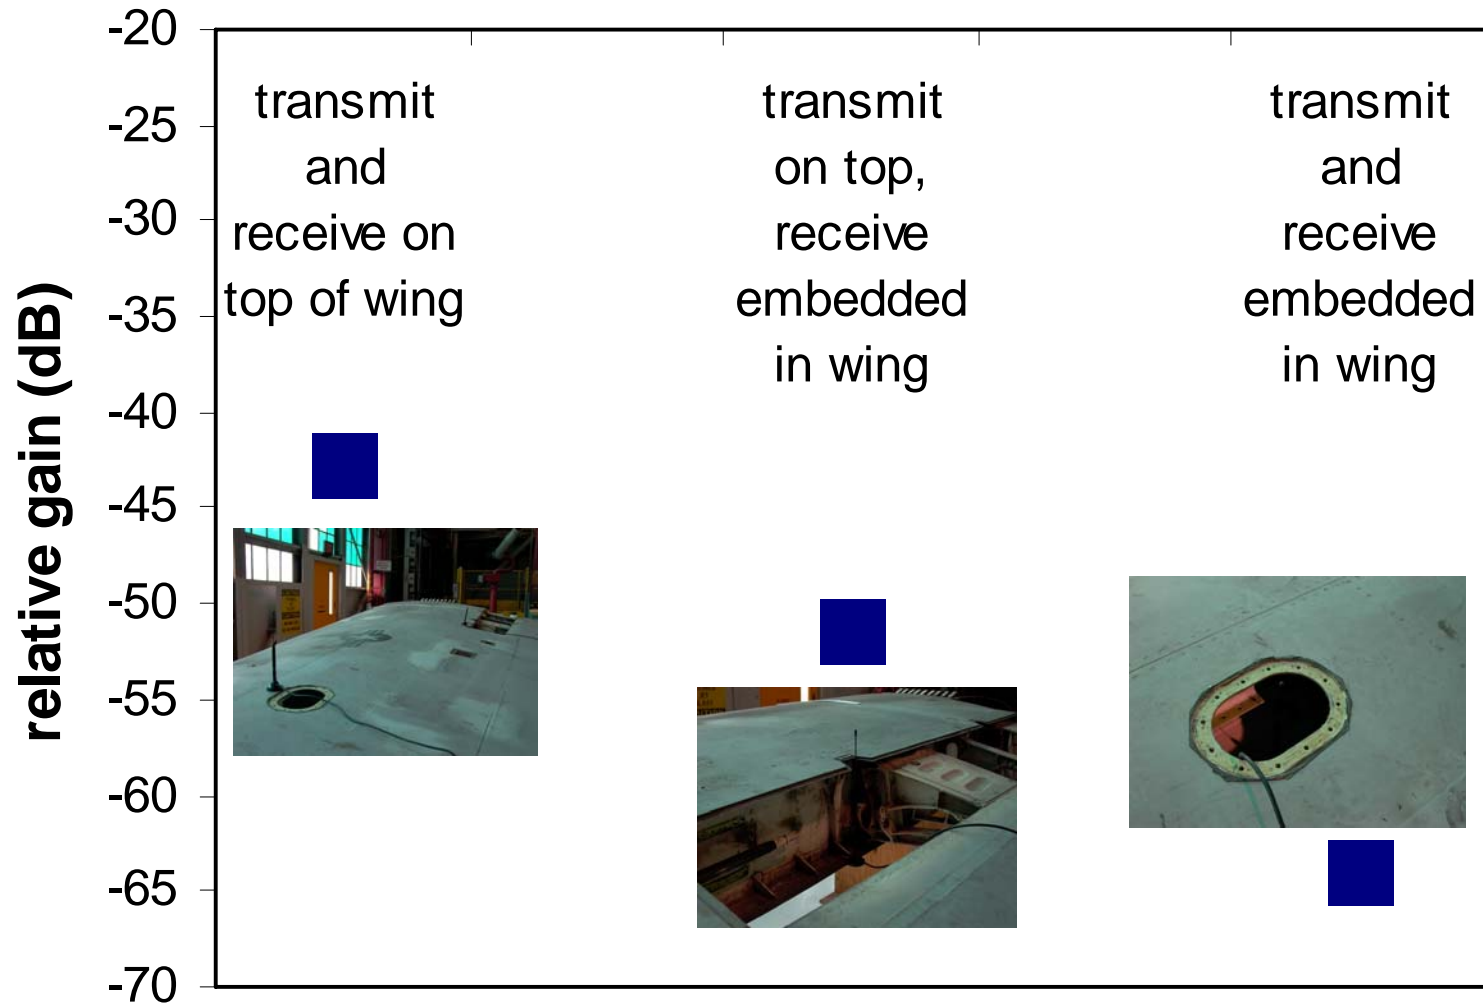 relative gain (dB)
-20
-25
-30
-35
-40
-45
-50
-55
-60
-65
-70
transmit
and
receive on
top of wing
transmit
on top,
receive
embedded
in wing
transmit
and
receive
embedded
in wing